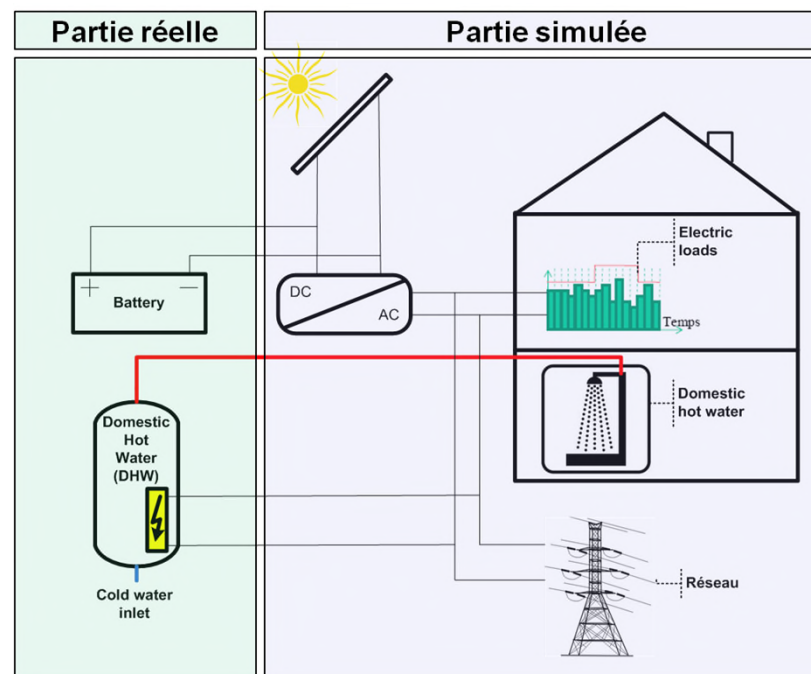 Partie réelle
Partie simulée
Electric
loads
DC
AC
+
−
Battery
Temps
Domestic
Hot
Water
(DHW)
Domestic
hot water
Réseau
Cold water
inlet